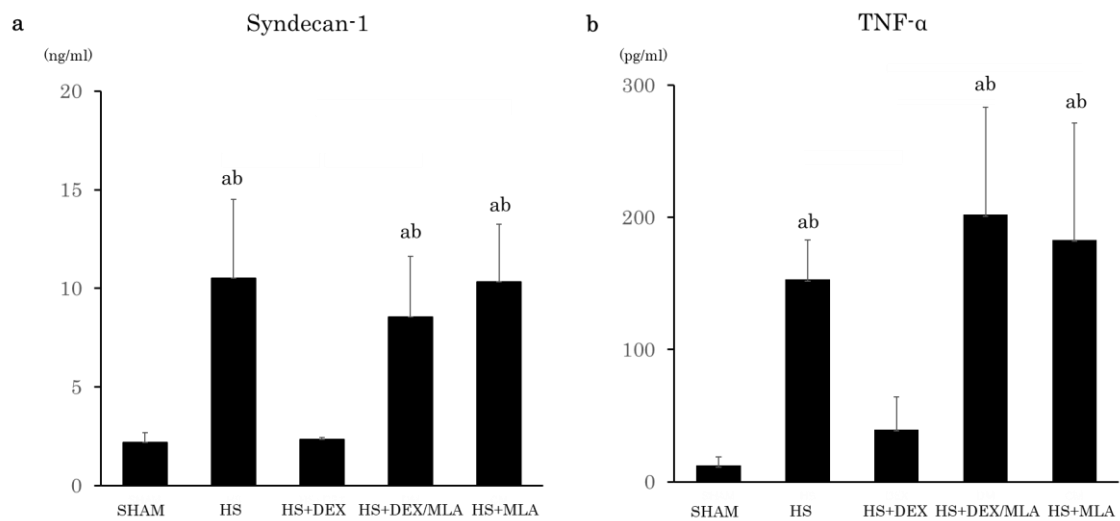 a
Syndecan-1
(ng/ml)
20
15
10
5
0
ab
ab
ab
SHAM
HS
HS+DEX
HS+DEX/MLA
HS+MLA
b
TNF-α
(pg/ml)
300
200
100
0
ab
ab
ab
SHAM
HS
HS+DEX
HS+DEX/MLA
HS+MLA